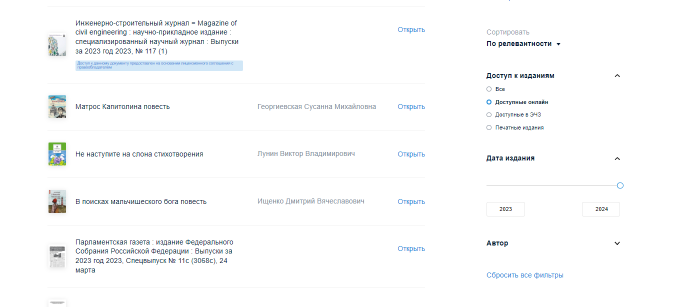 Инженерно-строительный журнал = Magazine of
civil engineering : научно-прикладное издание :
специализированный научный журнал : Выпуски
за 2023 год 2023, № 117 (1)
Открыть
Матрос Капитолина повесть
Георгиевская Сусанна Михайловна
Открыть
Не наступите на слона стихотворения
Лунин Виктор Владимирович
Открыть
В поисках мальчишеского бога повесть
Ищенко Дмитрий Вячеславович
Открыть
Парламентская газета : издание Федерального
Собрания Российской Федерации : Выпуски за
2023 год 2023, Спецвыпуск № 11с (3068с), 24
марта
Открыть
Сортировать
По релевантности
Доступ к изданиям
Все
Доступные онлайн
Доступные в ЭЧЗ
Печатные издания
Дата издания
2023
2024
Автор
Сбросить все фильтры